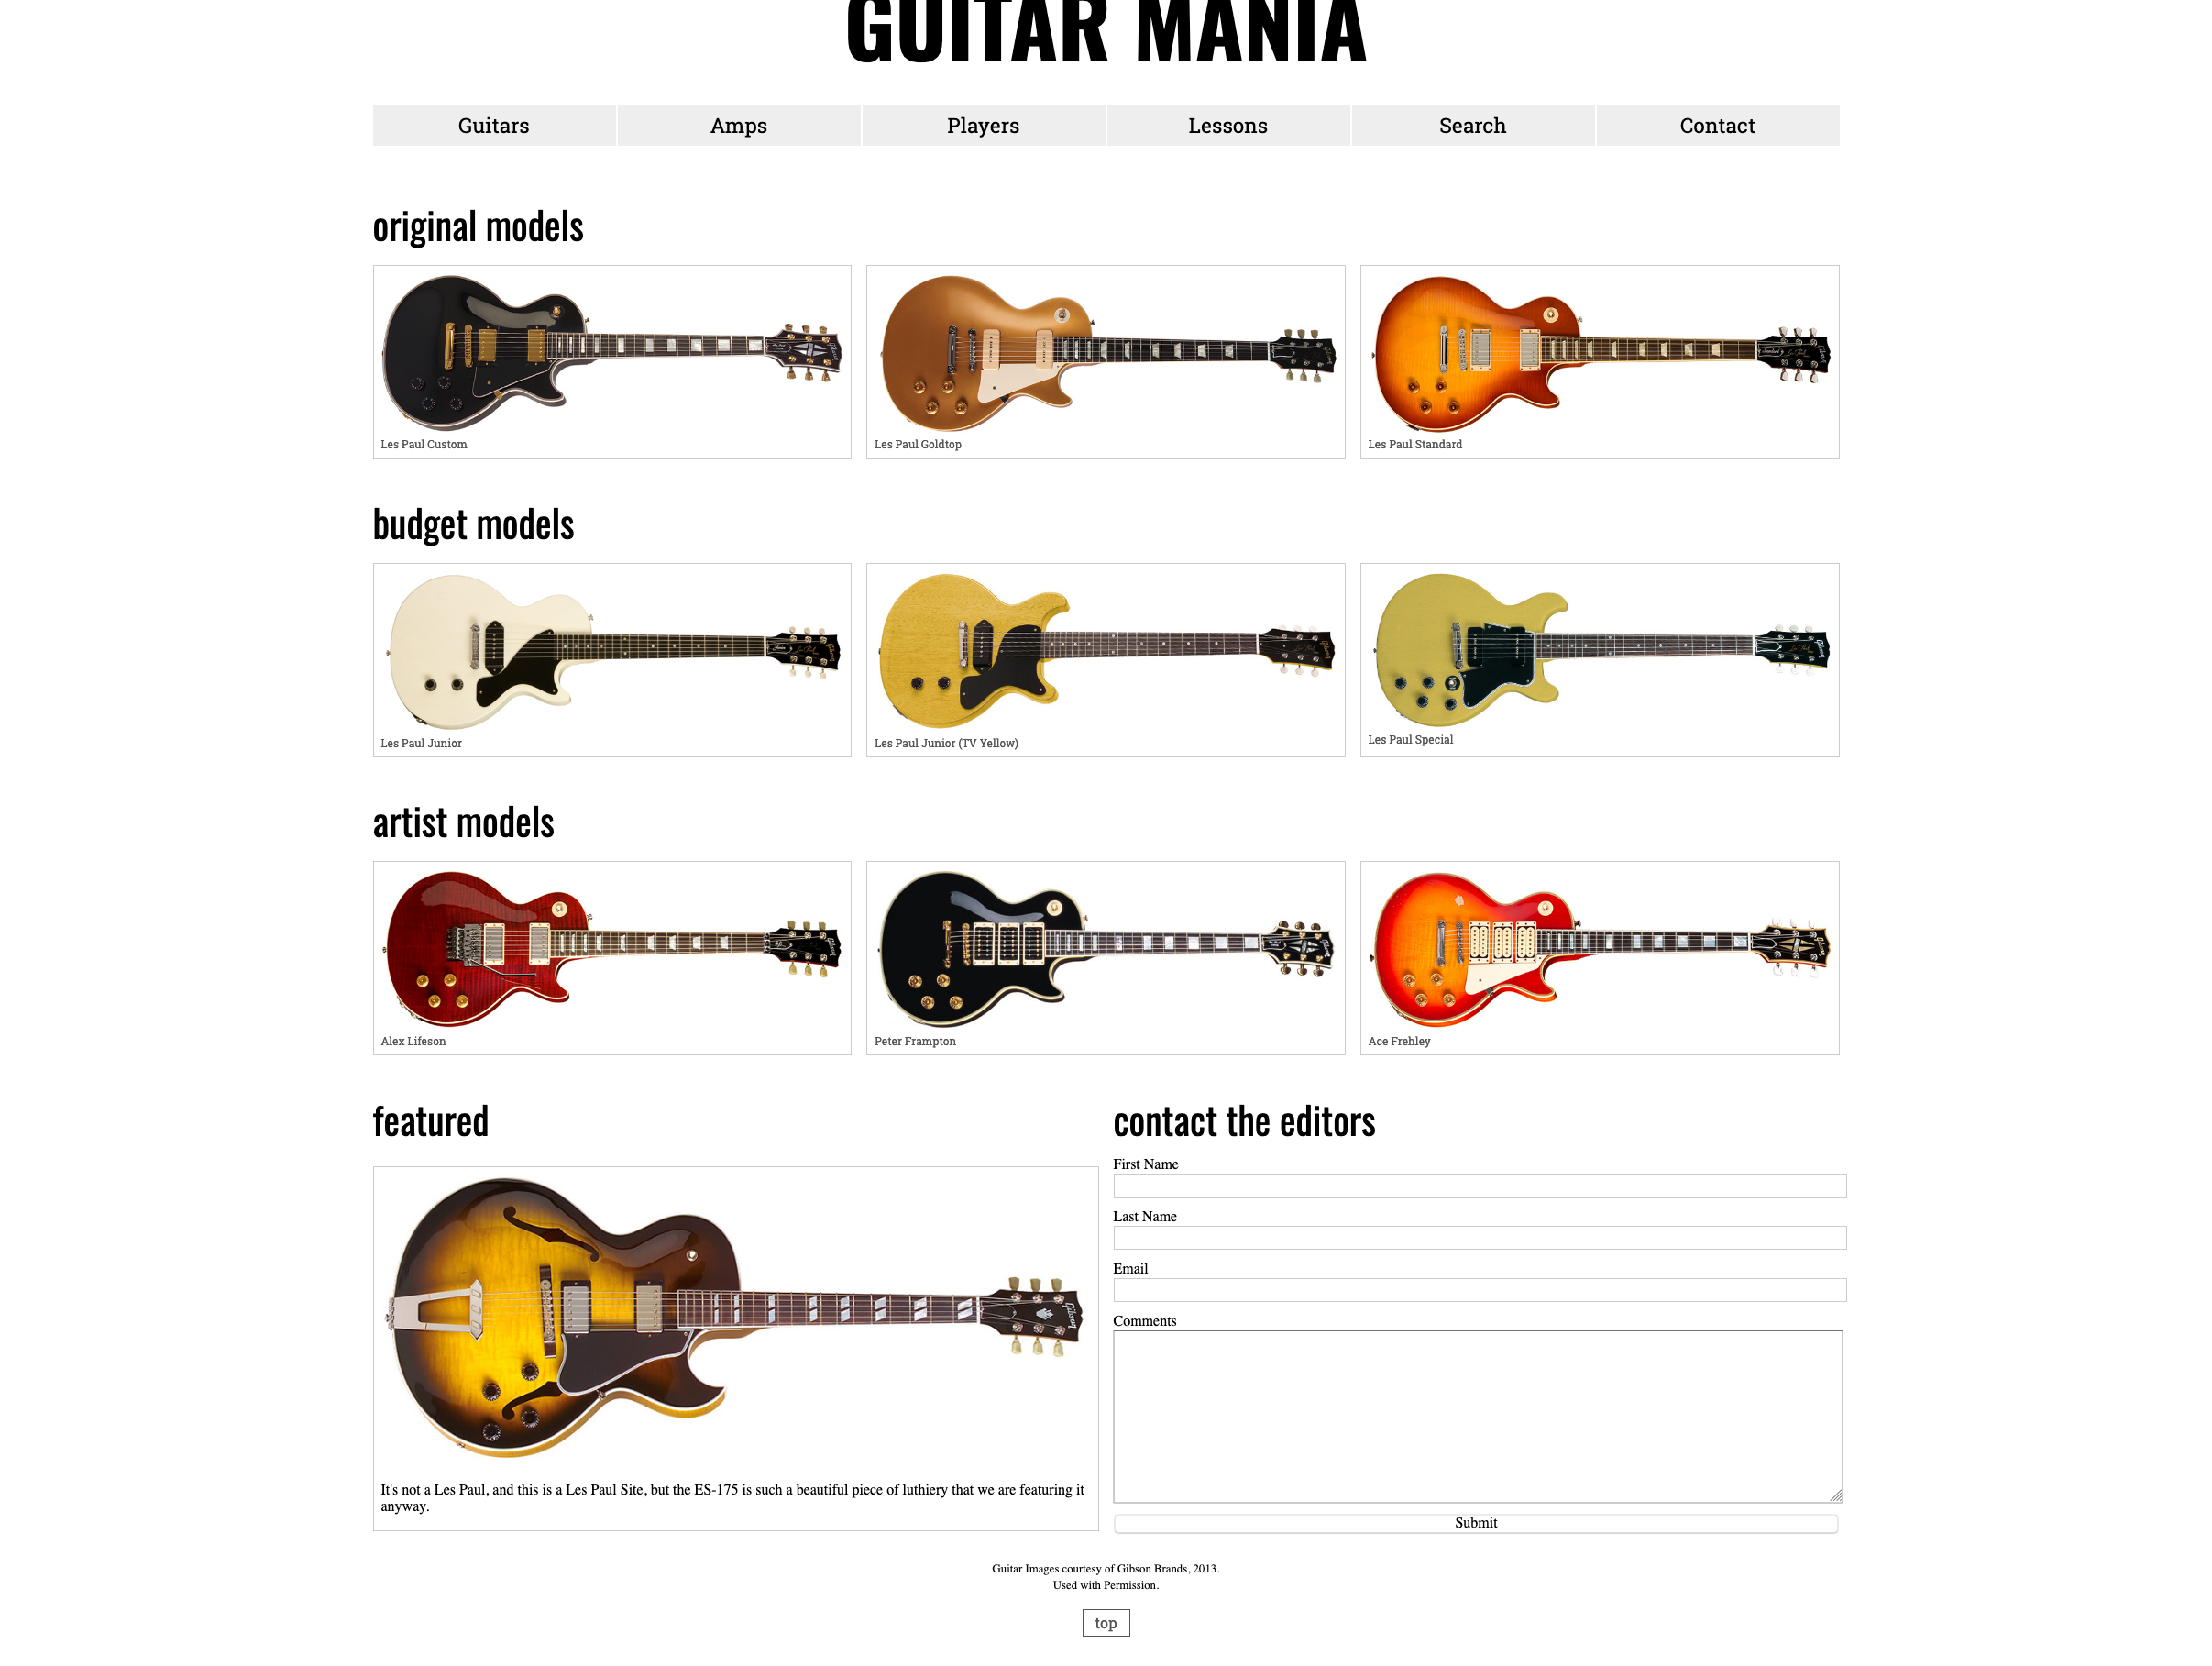 GUITAR MANIA
Guitars
Amps
Players
Lessons
Search
Contact
original models
Les Paul Custom
Les Paul Goldtop
Les Paul Standard
budget models
Les Paul Junior
Les Paul Junior (TV Yellow)
Les Paul Special
artist models
Alex Lifeson
Peter Frampton
Ace Frehley
featured
Gibson
It's not a Les Paul, and this is a Les Paul Site, but the ES-175 is such a beautiful piece of luthiery that we are featuring it
anyway.
contact the editors
First Name
Last Name
Email
Comments
Submit
Guitar Images courtesy of Gibson Brands, 2013.
Used with Permission.
top